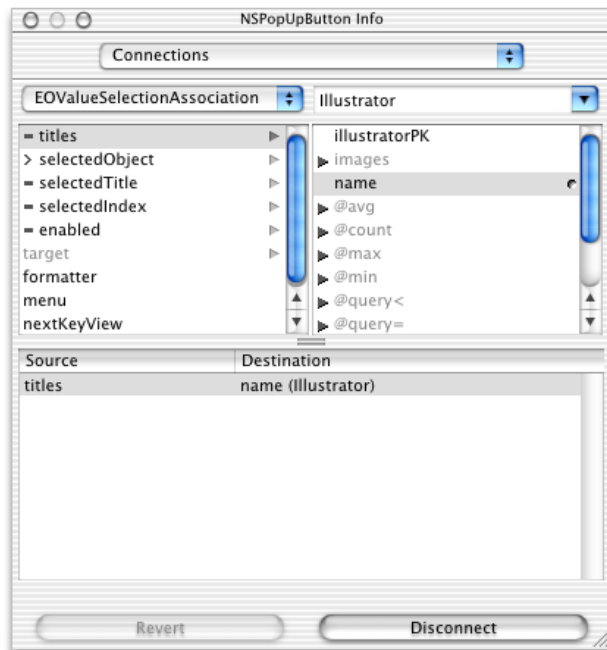 NSPopUpButton Info
Connections
EOValueSelectionAssociation
Illustrator
= titles
> selectedObject
= selectedTitle
= selectedIndex
= enabled
target
formatter
menu
nextKeyView
illustratorPK
images
name
@avg
@count
@max
@min
@query<
@query=
Source Destination
titles name (Illustrator)
Revert Disconnect